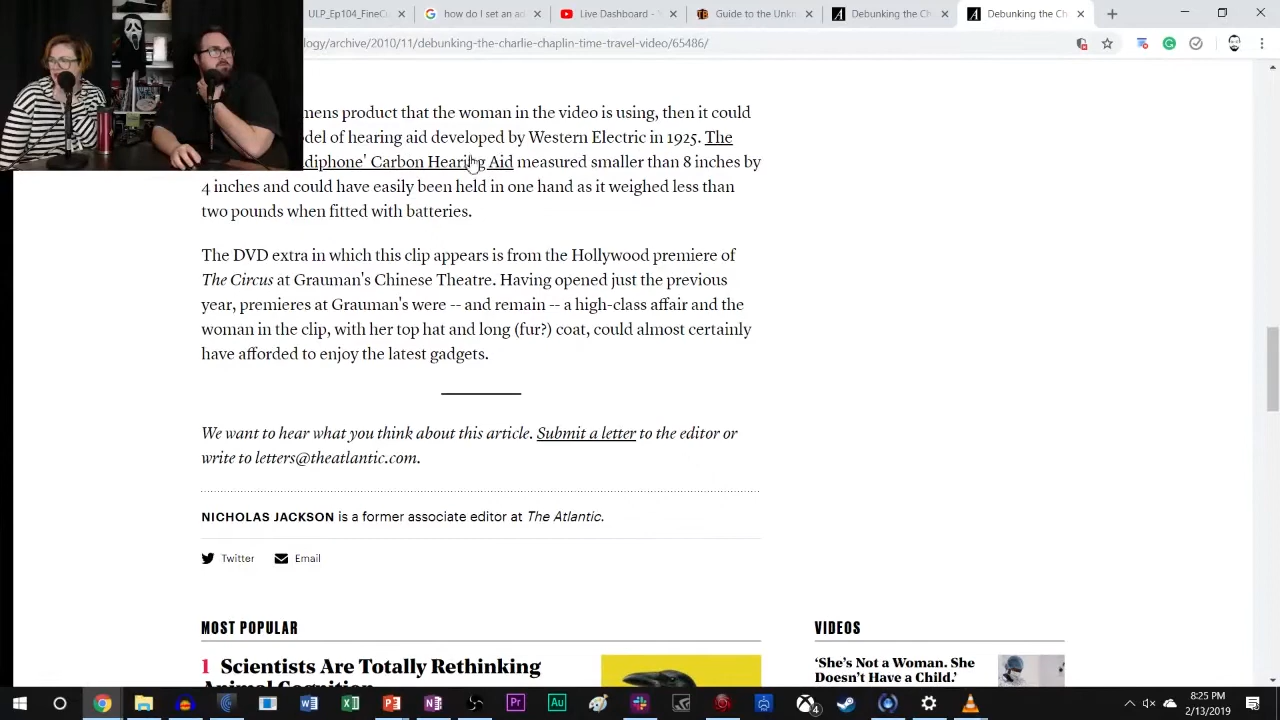 ULP_Ep104_FineB
how do I set an ad
Live Dashboard - N
Guide to the Unkn
Debunking the Ch
Debunking the Ch
logy/archive/2010/11/debunking-the-charlie-chaplin-time-travel-video/65486/
mens product that the woman in the video is using, then it could
del of hearing aid developed by Western Electric in 1925. The
diphone' Carbon Hearing Aid measured smaller than 8 inches by
4 inches and could have easily been held in one hand as it weighed less than
two pounds when fitted with batteries.
The DVD extra in which this clip appears is from the Hollywood premiere of
The Circus at Grauman's Chinese Theatre. Having opened just the previous
year, premieres at Grauman's were -- and remain -- a high-class affair and the
woman in the clip, with her top hat and long (fur?) coat, could almost certainly
have afforded to enjoy the latest gadgets.
We want to hear what you think about this article. Submit a letter to the editor or
write to letters@theatlantic.com.
NICHOLAS JACKSON is a former associate editor at The Atlantic.
Twitter Email
MOST POPULAR
VIDEOS
1 Scientists Are Totally Rethinking
Animal Cognition
'She's Not a Woman. She
Doesn't Have a Child.'
8:25 PM
2/13/2019